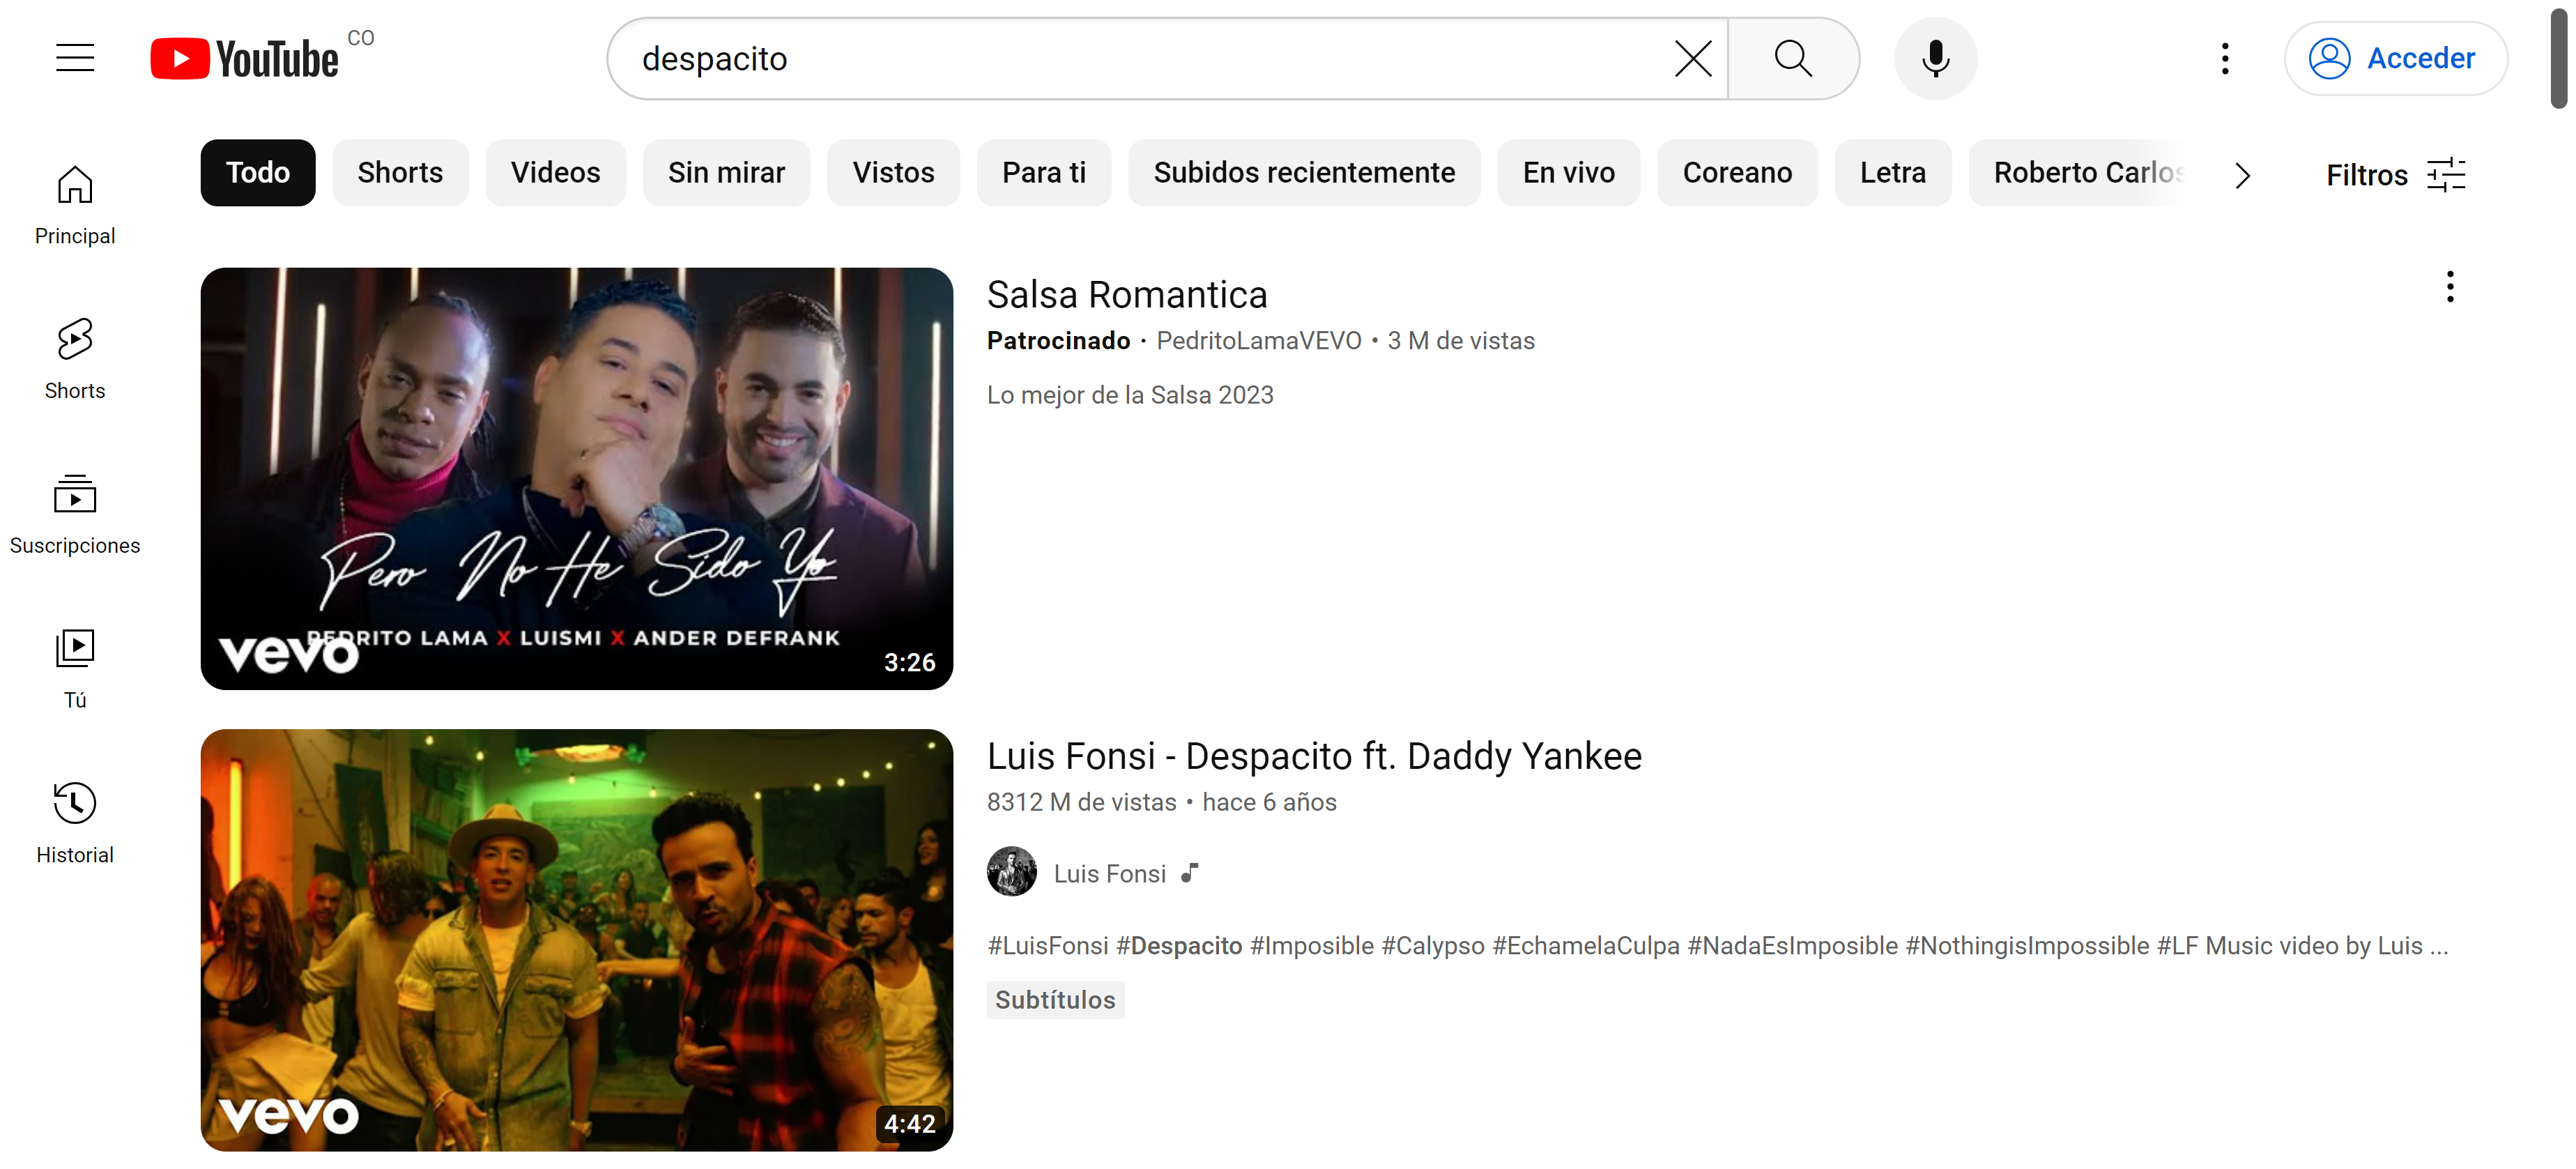 YouTube CO
despacito
Acceder
Todo
Shorts
Videos
Sin mirar
Vistos
Para ti
Subidos recientemente
En vivo
Coreano
Letra
Roberto Carlos
Filtros
Principal
Shorts
Suscripciones
Tú
Historial
Pero No He Sido Yo
PEDRITO LAMA X LUISMI X ANDER DEFRANK
vevo
3:26
Salsa Romantica
Patrocinado · PedritoLamaVEVO • 3 M de vistas
Lo mejor de la Salsa 2023
vevo
4:42
Luis Fonsi - Despacito ft. Daddy Yankee
8312 M de vistas • hace 6 años
Luis Fonsi
#LuisFonsi #Despacito #Imposible #Calypso #EchamelaCulpa #NadaEsImposible #NothingisImpossible #LF Music video by Luis ...
Subtítulos